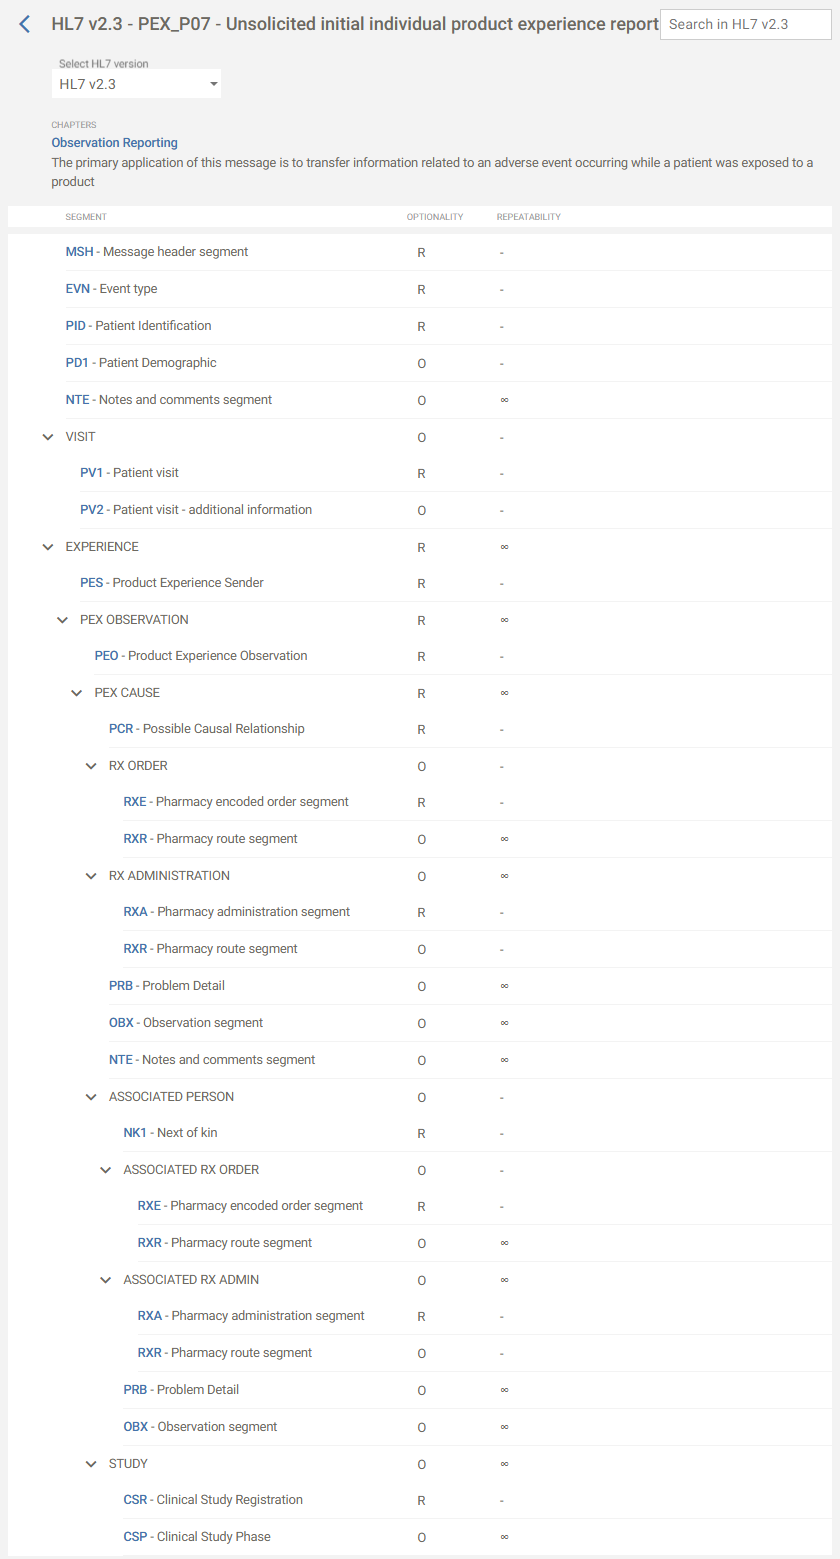 HL7 v2.3 - PEX_P07 - Unsolicited initial individual product experience report
Search in HL7 v2.3
Select HL7 version
HL7 v2.3
CHAPTERS
Observation Reporting
The primary application of this message is to transfer information related to an adverse event occurring while a patient was exposed to a
product
SEGMENT OPTIONALITY REPEATABILITY
MSH - Message header segment R -
EVN - Event type R -
PID - Patient Identification R -
PD1 - Patient Demographic O -
NTE - Notes and comments segment O ∞
VISIT O -
PV1 - Patient visit R -
PV2 - Patient visit - additional information O -
EXPERIENCE R ∞
PES - Product Experience Sender R -
PEX OBSERVATION R ∞
PEO - Product Experience Observation R -
PEX CAUSE R ∞
PCR - Possible Causal Relationship R -
RX ORDER O -
RXE - Pharmacy encoded order segment R -
RXR - Pharmacy route segment O ∞
RX ADMINISTRATION O ∞
RXA - Pharmacy administration segment R -
RXR - Pharmacy route segment O -
PRB - Problem Detail O ∞
OBX - Observation segment O ∞
NTE - Notes and comments segment O ∞
ASSOCIATED PERSON O -
NK1 - Next of kin R -
ASSOCIATED RX ORDER O -
RXE - Pharmacy encoded order segment R -
RXR - Pharmacy route segment O ∞
ASSOCIATED RX ADMIN O ∞
RXA - Pharmacy administration segment R -
RXR - Pharmacy route segment O -
PRB - Problem Detail O ∞
OBX - Observation segment O ∞
STUDY O ∞
CSR - Clinical Study Registration R -
CSP - Clinical Study Phase O ∞